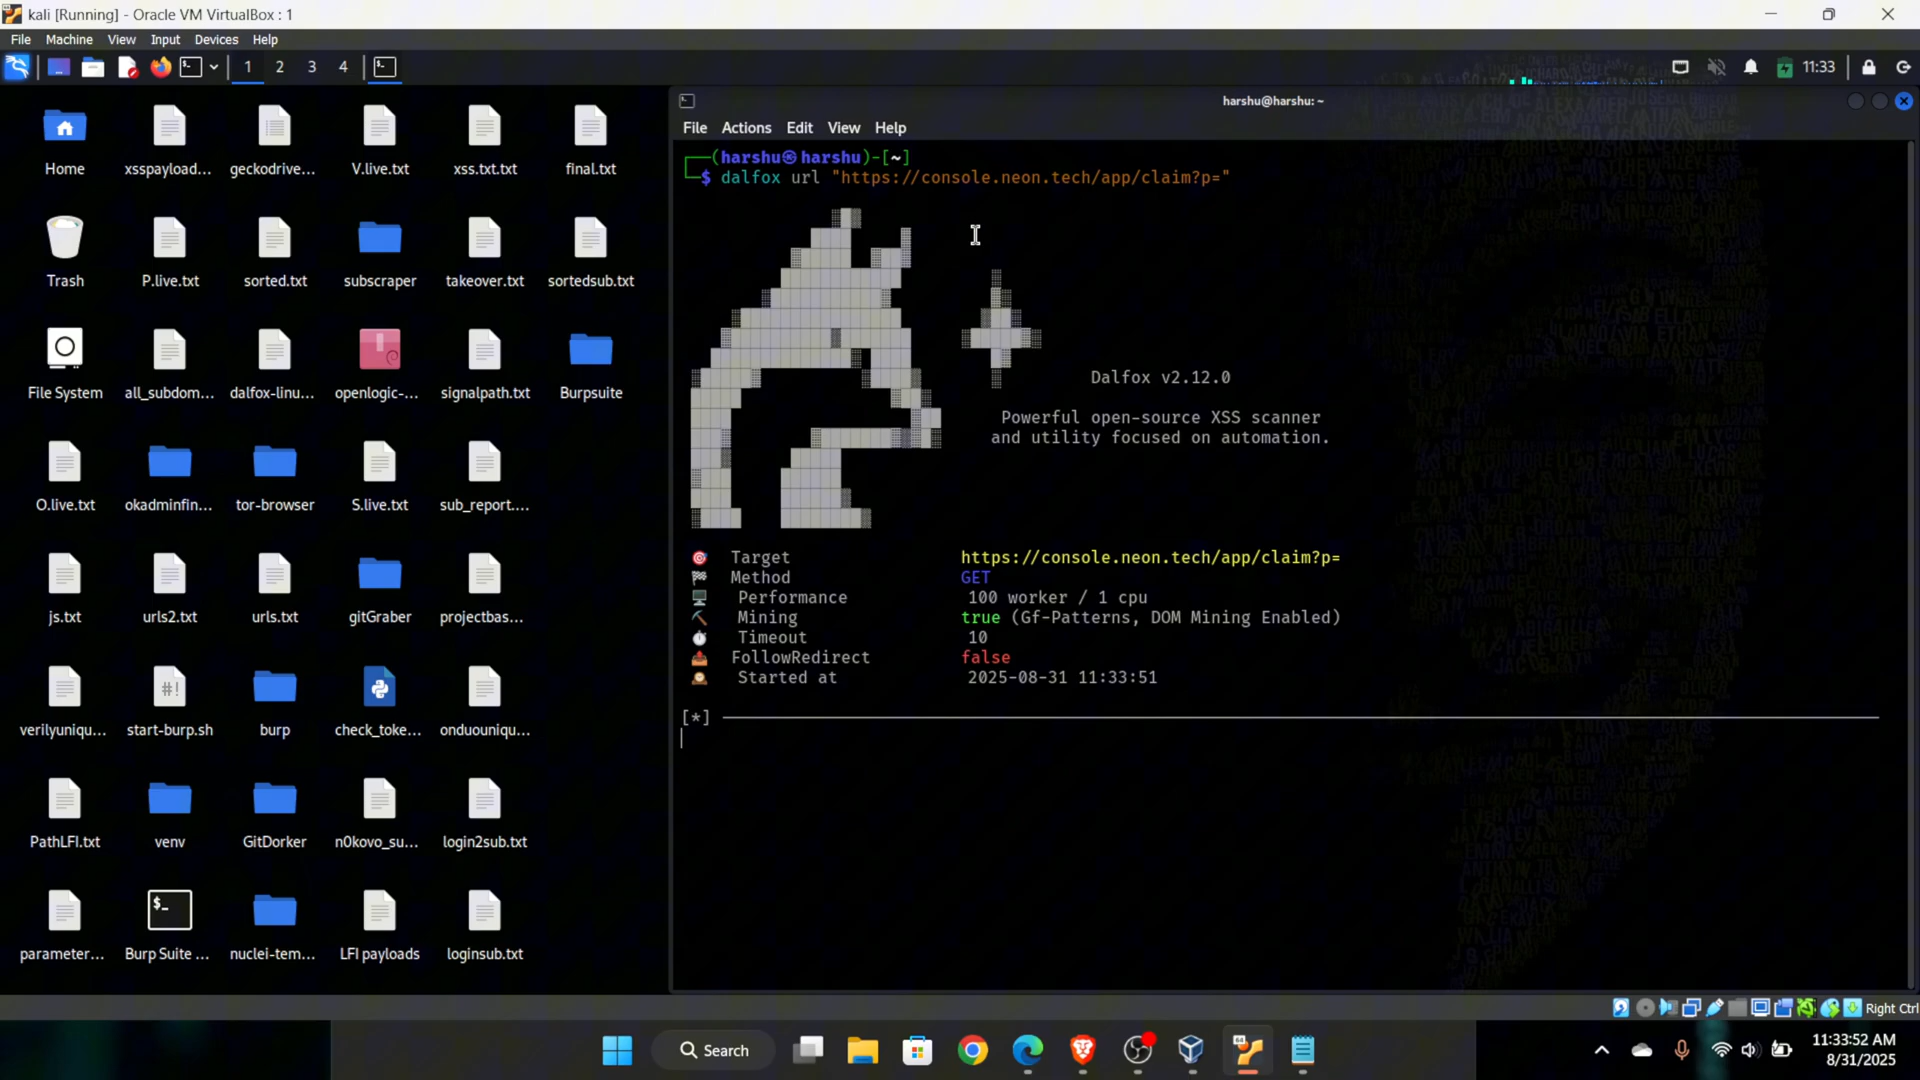 kali [Running] - Oracle VM VirtualBox : 1
File Machine View Input Devices Help
1 2 3 4
11:33
Home
xsspayload...
geckodrive...
V.live.txt
xss.txt.txt
final.txt
Trash
P.live.txt
sorted.txt
subscraper
takeover.txt
sortedsub.txt
File System
all_subdom...
dalfox-linu...
openlogic-...
signalpath.txt
Burpsuite
O.live.txt
okadminfin...
tor-browser
S.live.txt
sub_report....
js.txt
urls2.txt
urls.txt
gitGraber
projectbas...
verilyuniqu...
start-burp.sh
burp
check_toke...
onduouniqu...
PathLFI.txt
venv
GitDorker
n0kovo_su...
login2sub.txt
parameter...
Burp Suite ...
nuclei-tem...
LFI payloads
loginsub.txt
harshu@harshu: ~
File Actions Edit View Help
(harshu㉿harshu)-[~]
$ dalfox url "https://console.neon.tech/app/claim?p="
Dalfox v2.12.0
Powerful open-source XSS scanner
and utility focused on automation.
Target https://console.neon.tech/app/claim?p=
Method GET
Performance 100 worker / 1 cpu
Mining true (Gf-Patterns, DOM Mining Enabled)
Timeout 10
FollowRedirect false
Started at 2025-08-31 11:33:51
[*]
Right Ctrl
Search
11:33:52 AM
8/31/2025